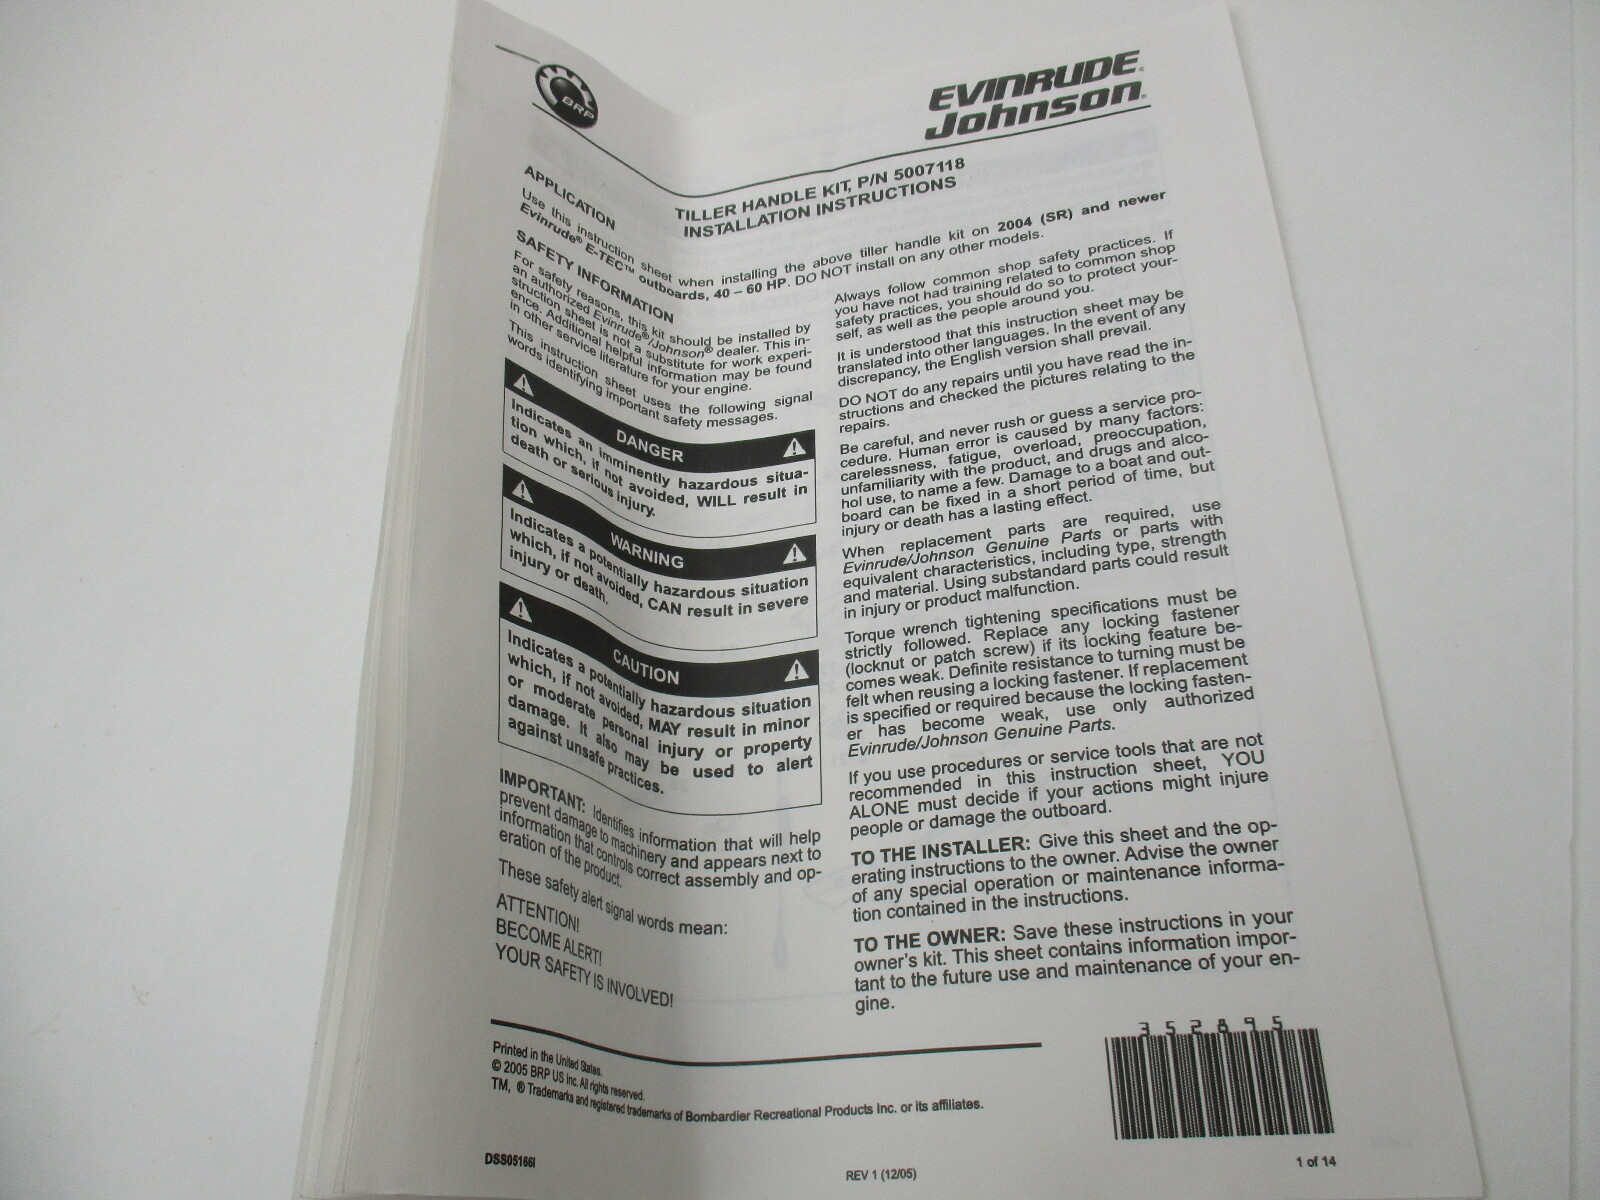 BRP
EVINRUDE®
Johnson®
TILLER HANDLE KIT, P/N 5007118
INSTALLATION INSTRUCTIONS
APPLICATION
Use this instruction sheet when installing the above tiller handle kit on 2004 (SR) and newer
Evinrude® E-TEC™ outboards, 40 – 60 HP. DO NOT install on any other models.
SAFETY INFORMATION
For safety reasons, this kit should be installed by
an authorized Evinrude®/Johnson® dealer. This in-
struction sheet is not a substitute for work experi-
ence. Additional helpful information may be found
in other service literature for your engine.
This instruction sheet uses the following signal
words identifying important safety messages.
DANGER
Indicates an imminently hazardous situa-
tion which, if not avoided, WILL result in
death or serious injury.
WARNING
Indicates a potentially hazardous situation
which, if not avoided, CAN result in severe
injury or death.
CAUTION
Indicates a potentially hazardous situation
which, if not avoided, MAY result in minor
or moderate personal injury or property
damage. It also may be used to alert
against unsafe practices.
IMPORTANT: Identifies information that will help
prevent damage to machinery and appears next to
information that controls correct assembly and op-
eration of the product.
These safety alert signal words mean:
ATTENTION!
BECOME ALERT!
YOUR SAFETY IS INVOLVED!
Always follow common shop safety practices. If
you have not had training related to common shop
safety practices, you should do so to protect your-
self, as well as the people around you.
It is understood that this instruction sheet may be
translated into other languages. In the event of any
discrepancy, the English version shall prevail.
DO NOT do any repairs until you have read the in-
structions and checked the pictures relating to the
repairs.
Be careful, and never rush or guess a service pro-
cedure. Human error is caused by many factors:
carelessness, fatigue, overload, preoccupation,
unfamiliarity with the product, and drugs and alco-
hol use, to name a few. Damage to a boat and out-
board can be fixed in a short period of time, but
injury or death has a lasting effect.
When replacement parts are required, use
Evinrude/Johnson Genuine Parts or parts with
equivalent characteristics, including type, strength
and material. Using substandard parts could result
in injury or product malfunction.
Torque wrench tightening specifications must be
strictly followed. Replace any locking fastener
(locknut or patch screw) if its locking feature be-
comes weak. Definite resistance to turning must be
felt when reusing a locking fastener. If replacement
is specified or required because the locking fasten-
er has become weak, use only authorized
Evinrude/Johnson Genuine Parts.
If you use procedures or service tools that are not
recommended in this instruction sheet, YOU
ALONE must decide if your actions might injure
people or damage the outboard.
TO THE INSTALLER: Give this sheet and the op-
erating instructions to the owner. Advise the owner
of any special operation or maintenance informa-
tion contained in the instructions.
TO THE OWNER: Save these instructions in your
owner's kit. This sheet contains information impor-
tant to the future use and maintenance of your en-
gine.
352895
Printed in the United States.
© 2005 BRP US Inc. All rights reserved.
TM, ® Trademarks and registered trademarks of Bombardier Recreational Products Inc. or its affiliates.
DSS05166I
REV 1 (12/05)
1 of 14